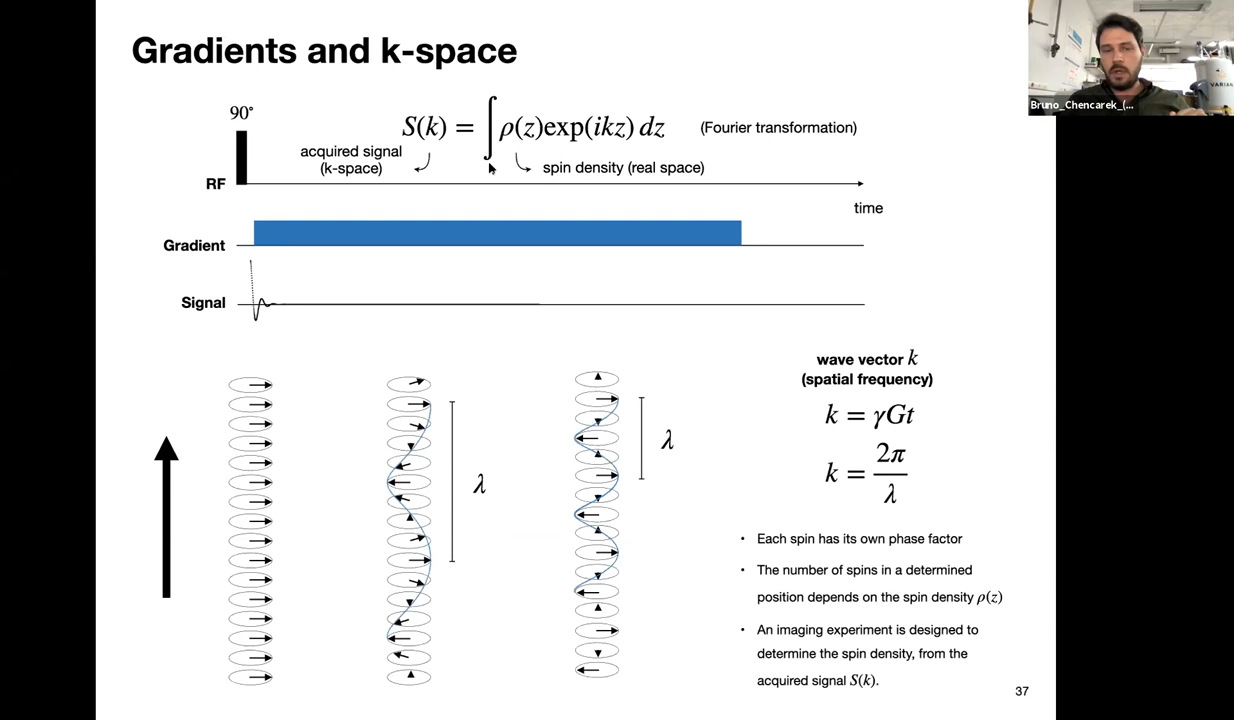 Gradients and k-space
90°
S(k) = ∫ρ(z)exp(ikz) dz
(Fourier transformation)
acquired signal
(k-space)
spin density (real space)
RF
time
Gradient
Signal
λ
λ
wave vector k
(spatial frequency)
k = γGt
k = 2π/λ
• Each spin has its own phase factor
• The number of spins in a determined
position depends on the spin density ρ(z)
• An imaging experiment is designed to
determine the spin density, from the
acquired signal S(k).
37
Bruno_Chencarek_(...
VARIAN